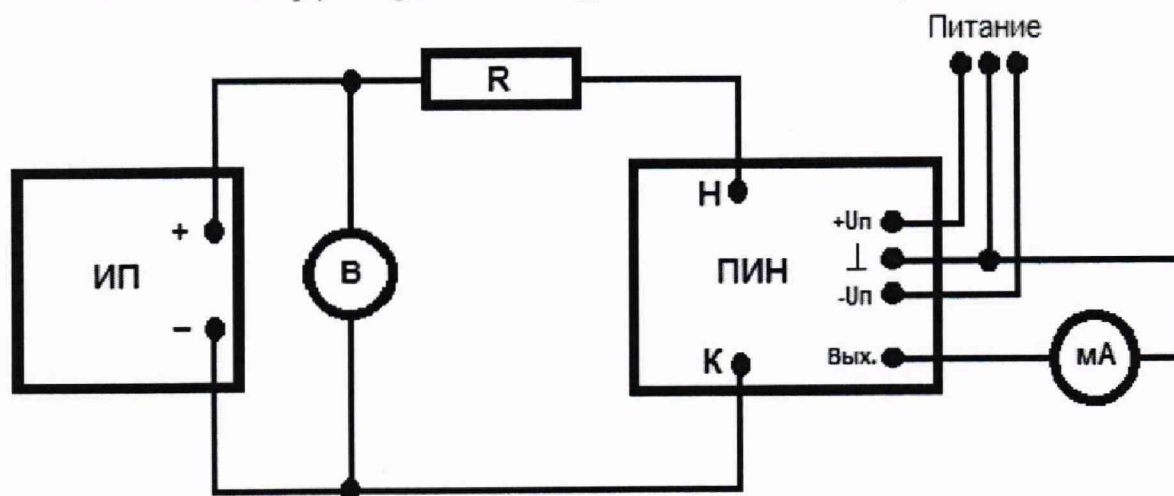 Питание
R
Н
+
+Uп
ИП
В
ПИН
⊥
-Uп
−
К
Вых.
мА